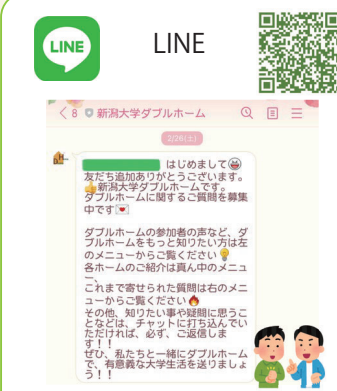 LINE
LINE
< 8 新潟大学ダブルホーム
2/26(土)
はじめまして😀
友だち追加ありがとうございます。
👍新潟大学ダブルホームです。
ダブルホームに関するご質問を募集
中です💌
ダブルホームの参加者の声など、ダ
ブルホームをもっと知りたい方は左
のメニューからご覧ください💡
各ホームのご紹介は真ん中のメニュ
ー、
これまで寄せられた質問は右のメニ
ューからご覧ください🔥
その他、知りたい事や疑問に思うこ
となどは、チャットに打ち込んでい
ただければ、必ず、ご返信しま
す！！
ぜひ、私たちと一緒にダブルホーム
で、有意義な大学生活を送りましょ
う！！